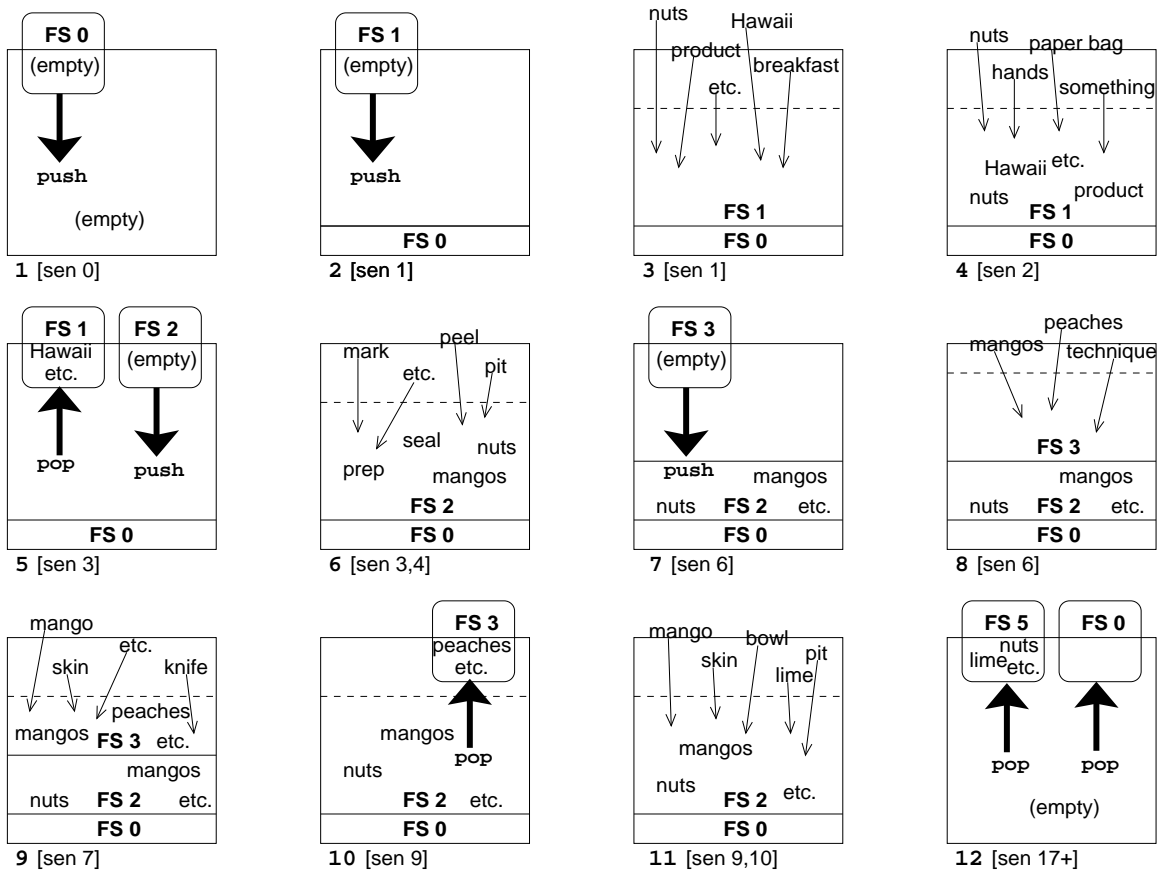 FS 0
(empty)
push
(empty)
1 [sen 0]
FS 1
(empty)
push
FS 0
2 [sen 1]
nuts
Hawaii
product
breakfast
etc.
FS 1
FS 0
3 [sen 1]
nuts
paper bag
hands
something
Hawaii
etc.
nuts
product
FS 1
FS 0
4 [sen 2]
FS 1
FS 2
Hawaii
(empty)
etc.
pop
push
FS 0
5 [sen 3]
peel
mark
etc.
pit
seal
nuts
prep
mangos
FS 2
FS 0
6 [sen 3,4]
FS 3
(empty)
push
mangos
nuts
FS 2
etc.
FS 0
7 [sen 6]
peaches
mangos
technique
FS 3
mangos
nuts
FS 2
etc.
FS 0
8 [sen 6]
mango
etc.
skin
knife
peaches
mangos
FS 3
etc.
mangos
nuts
FS 2
etc.
FS 0
9 [sen 7]
FS 3
peaches
etc.
mangos
pop
nuts
FS 2
etc.
FS 0
10 [sen 9]
mango
bowl
skin
pit
lime
mangos
nuts
FS 2
etc.
FS 0
11 [sen 9,10]
FS 5
FS 0
nuts
lime
etc.
pop
pop
(empty)
12 [sen 17+]